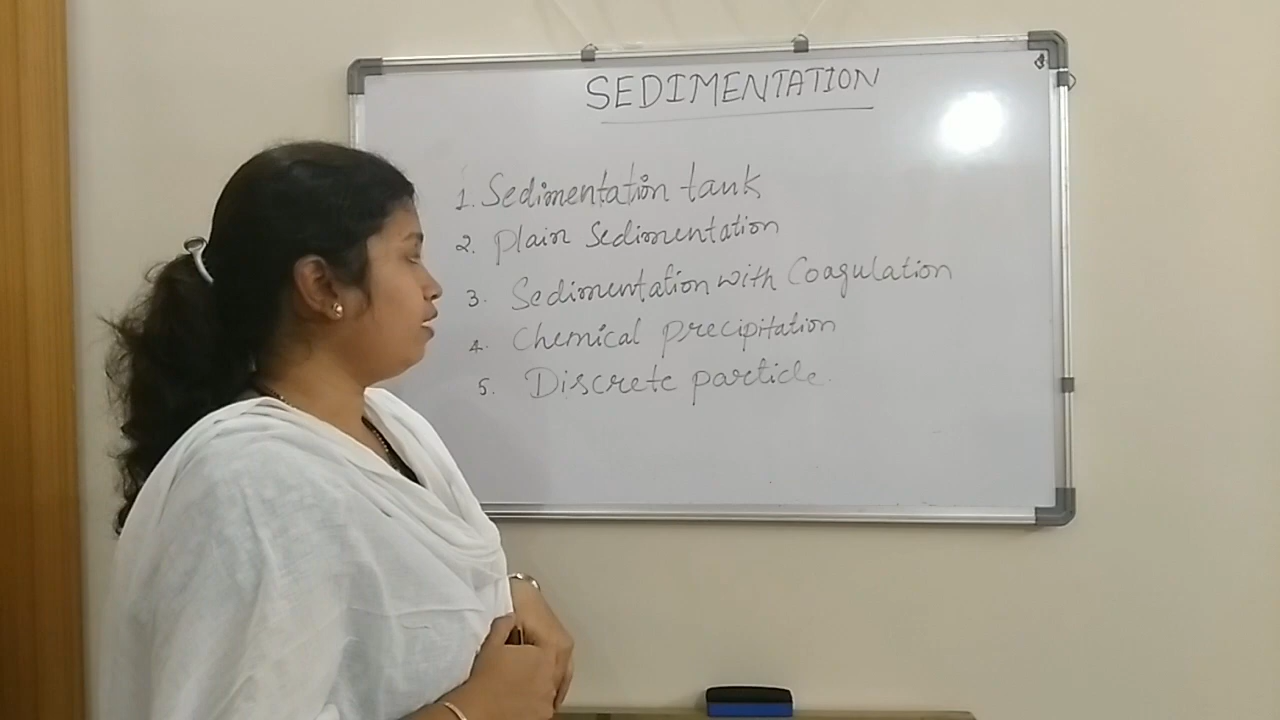 SEDIMENTATION
1. Sedimentation tank
2. Plain Sedimentation
3. Sedimentation with Coagulation
4. Chemical precipitation
5. Discrete particle.